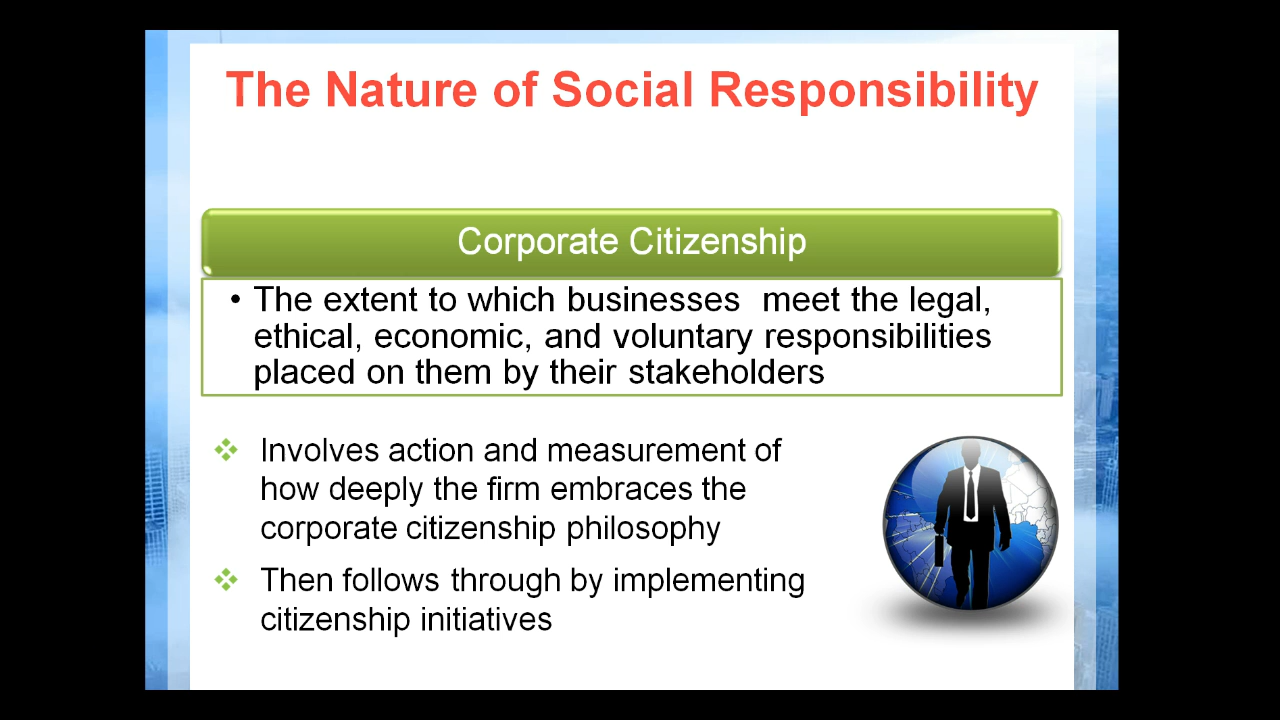 The Nature of Social Responsibility
Corporate Citizenship
• The extent to which businesses  meet the legal,
ethical, economic, and voluntary responsibilities
placed on them by their stakeholders
❖ Involves action and measurement of
how deeply the firm embraces the
corporate citizenship philosophy
❖ Then follows through by implementing
citizenship initiatives